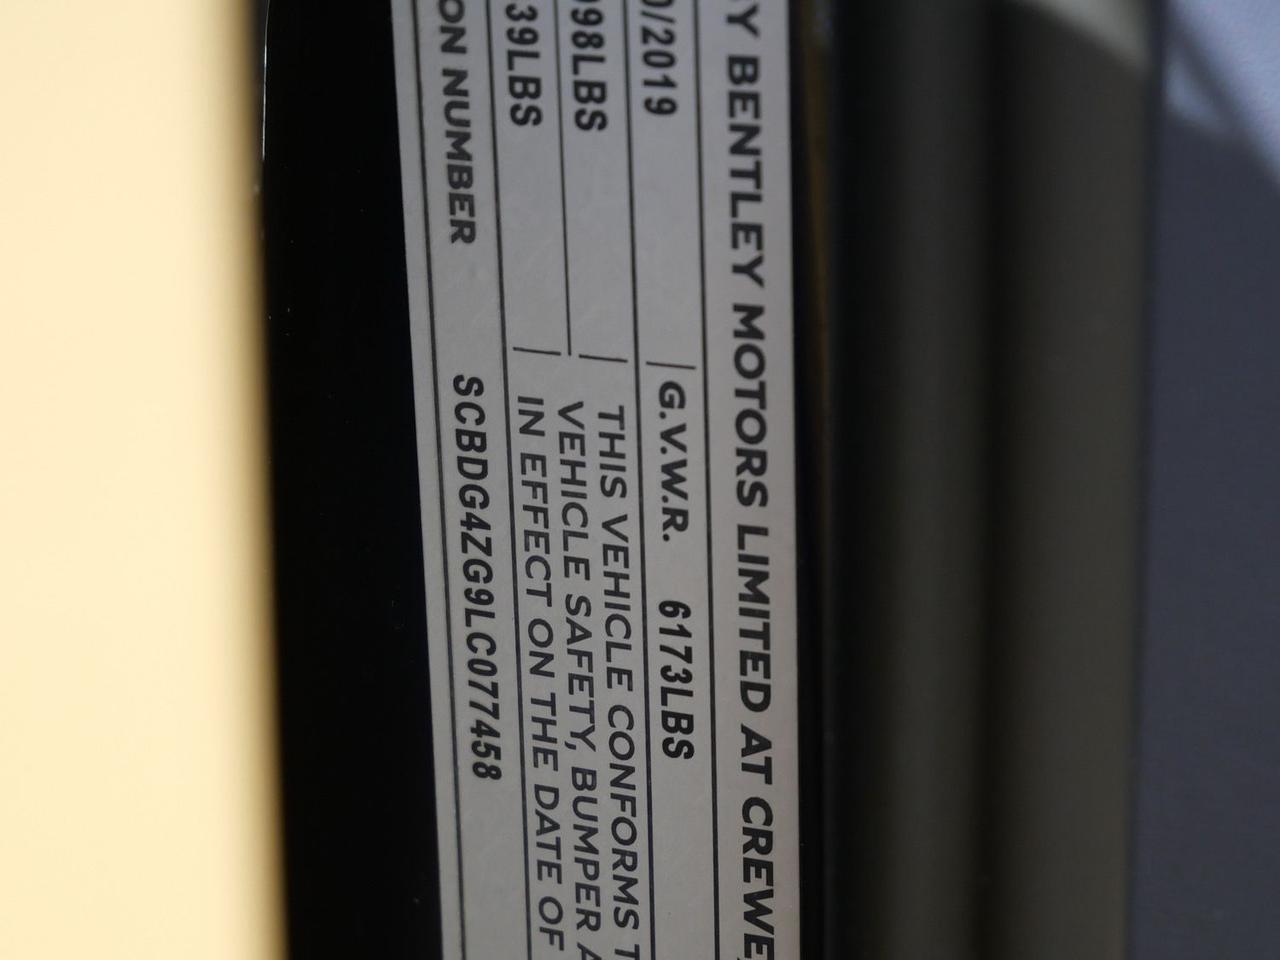 Y BENTLEY MOTORS LIMITED AT CREWE,
0/2019 G.V.W.R. 6173LBS
98LBS THIS VEHICLE CONFORMS T
VEHICLE SAFETY, BUMPER A
39LBS IN EFFECT ON THE DATE OF
ON NUMBER SCBDG4ZG9LC077458